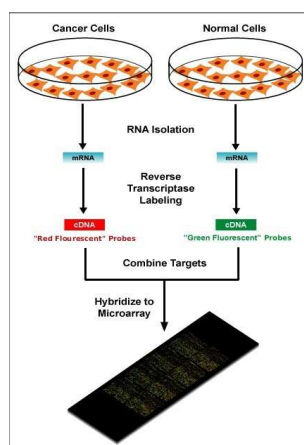 Cancer Cells
Normal Cells
RNA Isolation
mRNA
mRNA
Reverse
Transcriptase
Labeling
cDNA
cDNA
"Red Flourescent" Probes
"Green Fluorescent" Probes
Combine Targets
Hybridize to
Microarray